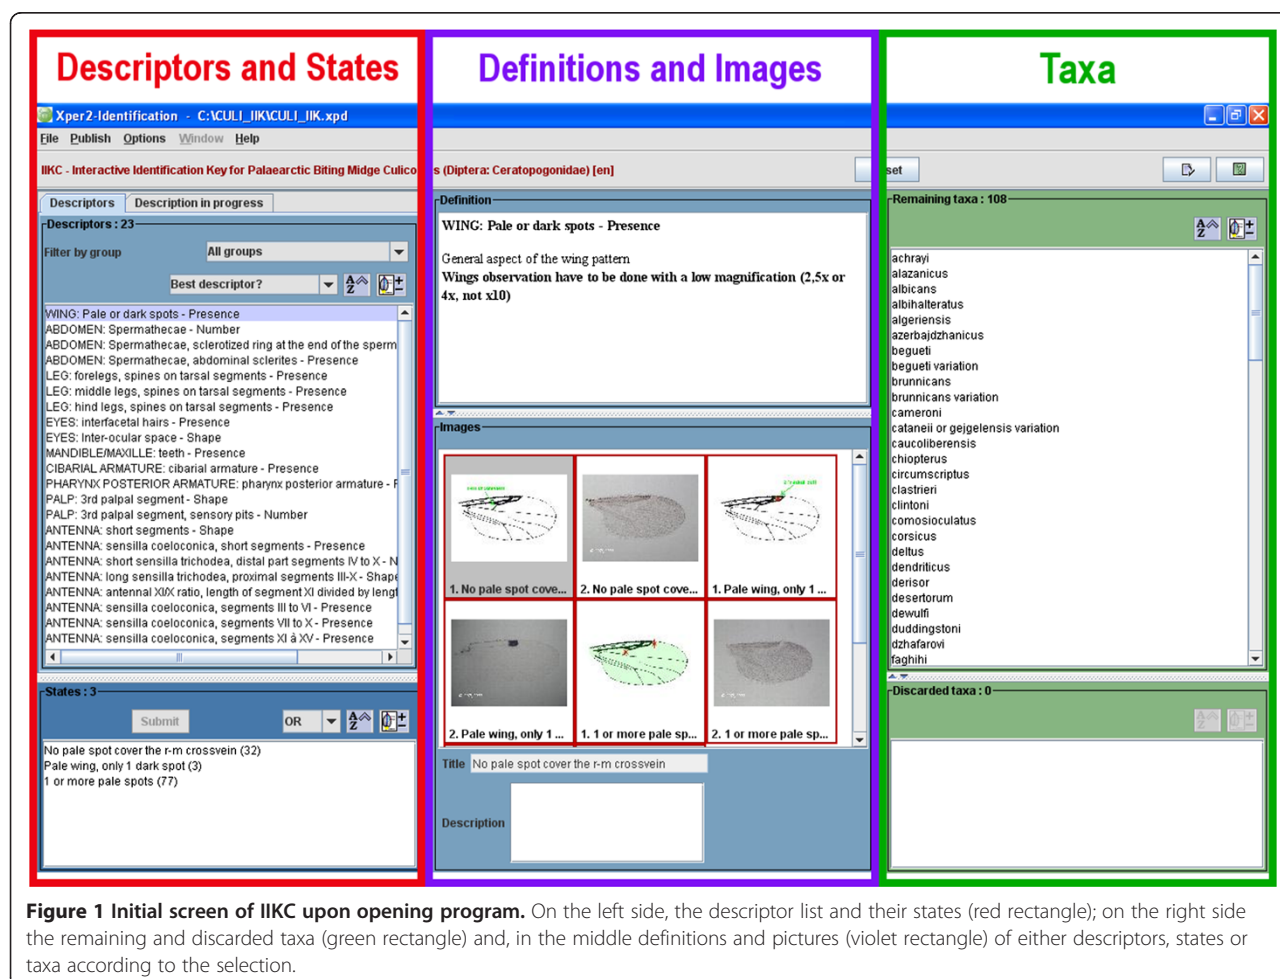 Descriptors and States
Xper2-Identification - C:\CULI_IIK\CULI_IIK.xpd
File Publish Options Window Help
IIKC - Interactive Identification Key for Palaearctic Biting Midge Culico
Descriptors Description in progress
Descriptors : 23
Filter by group All groups
Best descriptor?
WING: Pale or dark spots - Presence
ABDOMEN: Spermathecae - Number
ABDOMEN: Spermathecae, sclerotized ring at the end of the sperm
ABDOMEN: Spermathecae, abdominal sclerites - Presence
LEG: forelegs, spines on tarsal segments - Presence
LEG: middle legs, spines on tarsal segments - Presence
LEG: hind legs, spines on tarsal segments - Presence
EYES: interfacetal hairs - Presence
EYES: Inter-ocular space - Shape
MANDIBLE/MAXILLE: teeth - Presence
CIBARIAL ARMATURE: cibarial armature - Presence
PHARYNX POSTERIOR ARMATURE: pharynx posterior armature - F
PALP: 3rd palpal segment - Shape
PALP: 3rd palpal segment, sensory pits - Number
ANTENNA: short segments - Shape
ANTENNA: sensilla coeloconica, short segments - Presence
ANTENNA: short sensilla trichodea, distal part segments IV to X - N
ANTENNA: long sensilla trichodea, proximal segments III-X - Shape
ANTENNA: antennal XI/X ratio, length of segment XI divided by lengt
ANTENNA: sensilla coeloconica, segments III to VI - Presence
ANTENNA: sensilla coeloconica, segments VII to X - Presence
ANTENNA: sensilla coeloconica, segments XI à XV - Presence
States : 3
Submit OR
No pale spot cover the r-m crossvein (32)
Pale wing, only 1 dark spot (3)
1 or more pale spots (77)
Definitions and Images
s (Diptera: Ceratopogonidae) [en]
Definition
WING: Pale or dark spots - Presence
General aspect of the wing pattern
Wings observation have to be done with a low magnification (2,5x or
4x, not x10)
Images
1. No pale spot cove... 2. No pale spot cove... 1. Pale wing, only 1 ...
2. Pale wing, only 1 ... 1. 1 or more pale sp... 2. 1 or more pale sp...
Title No pale spot cover the r-m crossvein
Description
Taxa
set
Remaining taxa : 108
achrayi
alazanicus
albicans
albihalteratus
algeriensis
azerbajdzhanicus
begueti
begueti variation
brunnicans
brunnicans variation
cameroni
cataneii or gejgelensis variation
caucoliberensis
chiopterus
circumscriptus
clastrieri
clintoni
comosioculatus
corsicus
deltus
dendriticus
derisor
desertorum
dewulfi
duddingstoni
dzhafarovi
faghihi
Discarded taxa : 0
Figure 1 Initial screen of IIKC upon opening program. On the left side, the descriptor list and their states (red rectangle); on the right side
the remaining and discarded taxa (green rectangle) and, in the middle definitions and pictures (violet rectangle) of either descriptors, states or
taxa according to the selection.